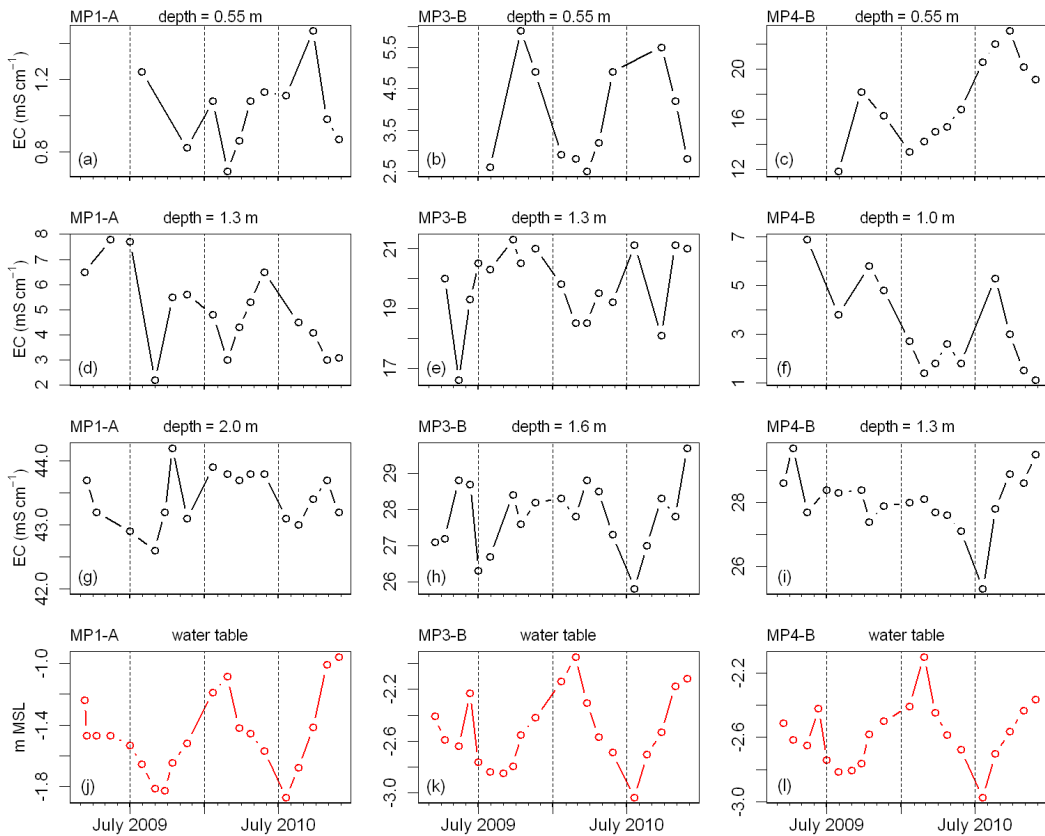 MP1-A depth = 0.55 m
MP3-B depth = 0.55 m
MP4-B depth = 0.55 m
EC (mS cm⁻¹)
0.8 1.2
(a)
2.5 3.5 4.5 5.5
(b)
12 16 20
(c)
MP1-A depth = 1.3 m
MP3-B depth = 1.3 m
MP4-B depth = 1.0 m
EC (mS cm⁻¹)
2 3 4 5 6 7 8
(d)
17 19 21
(e)
1 3 5 7
(f)
MP1-A depth = 2.0 m
MP3-B depth = 1.6 m
MP4-B depth = 1.3 m
EC (mS cm⁻¹)
42.0 43.0 44.0
(g)
26 27 28 29
(h)
26 28
(i)
MP1-A water table
MP3-B water table
MP4-B water table
m MSL
-1.8 -1.4 -1.0
(j)
-3.0 -2.6 -2.2
(k)
-3.0 -2.6 -2.2
(l)
July 2009 July 2010
July 2009 July 2010
July 2009 July 2010